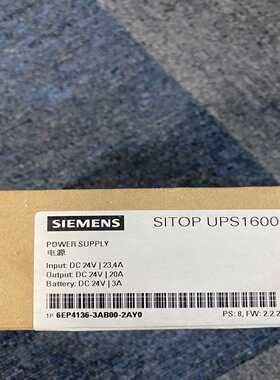 SIEMENS
SITOP UPS1600
POWER SUPPLY
电源
Input: DC 24V | 23,4A
Output: DC 24V | 20A
Battery: DC 24V | 3A
1P 6EP4136-3AB00-2AY0
PS: 8, FW: 2.2.2